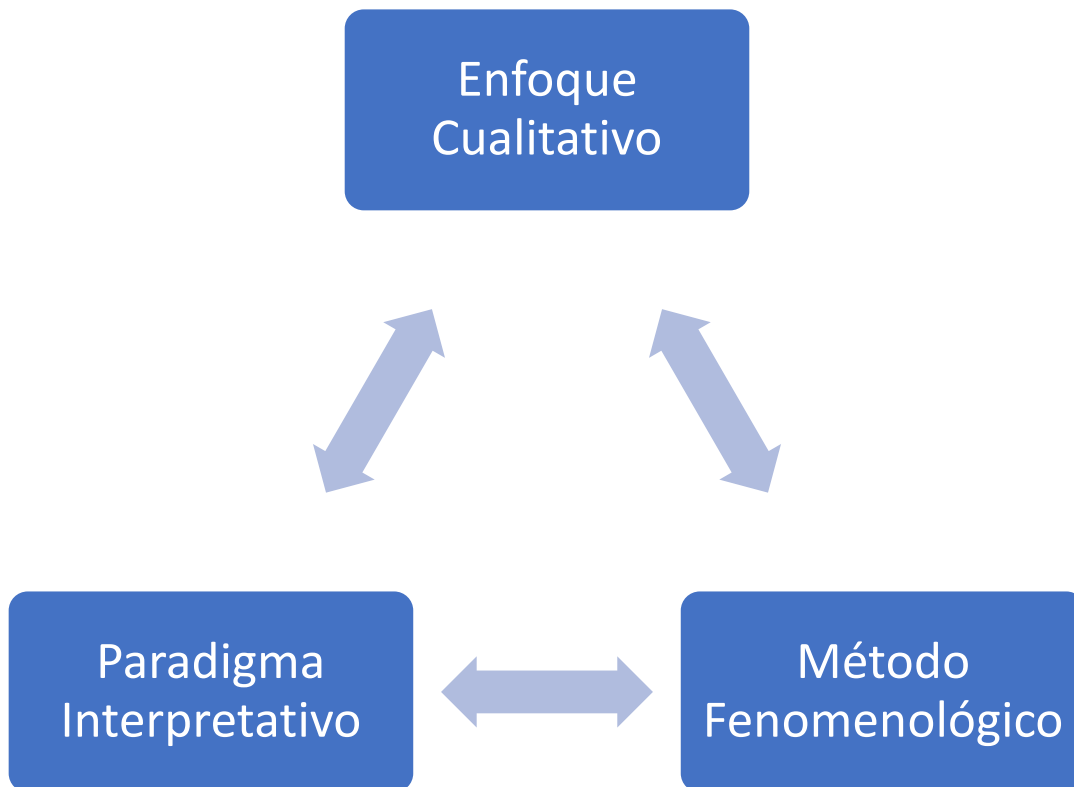 Enfoque
Cualitativo
Paradigma
Interpretativo
Método
Fenomenológico